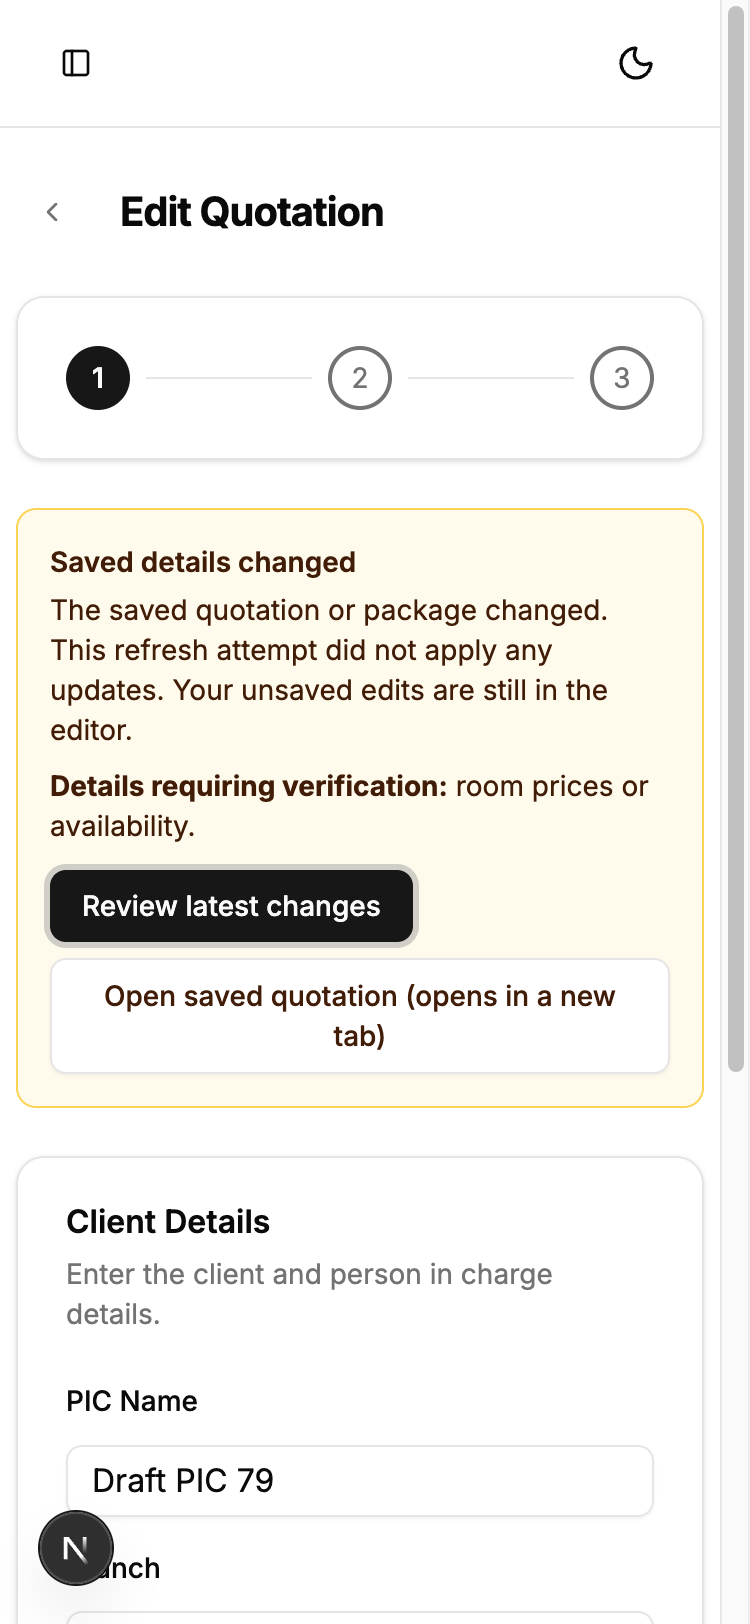 Edit Quotation
1
2
3
Saved details changed
The saved quotation or package changed.
This refresh attempt did not apply any
updates. Your unsaved edits are still in the
editor.
Details requiring verification: room prices or
availability.
Review latest changes
Open saved quotation (opens in a new
tab)
Client Details
Enter the client and person in charge
details.
PIC Name
Draft PIC 79
N